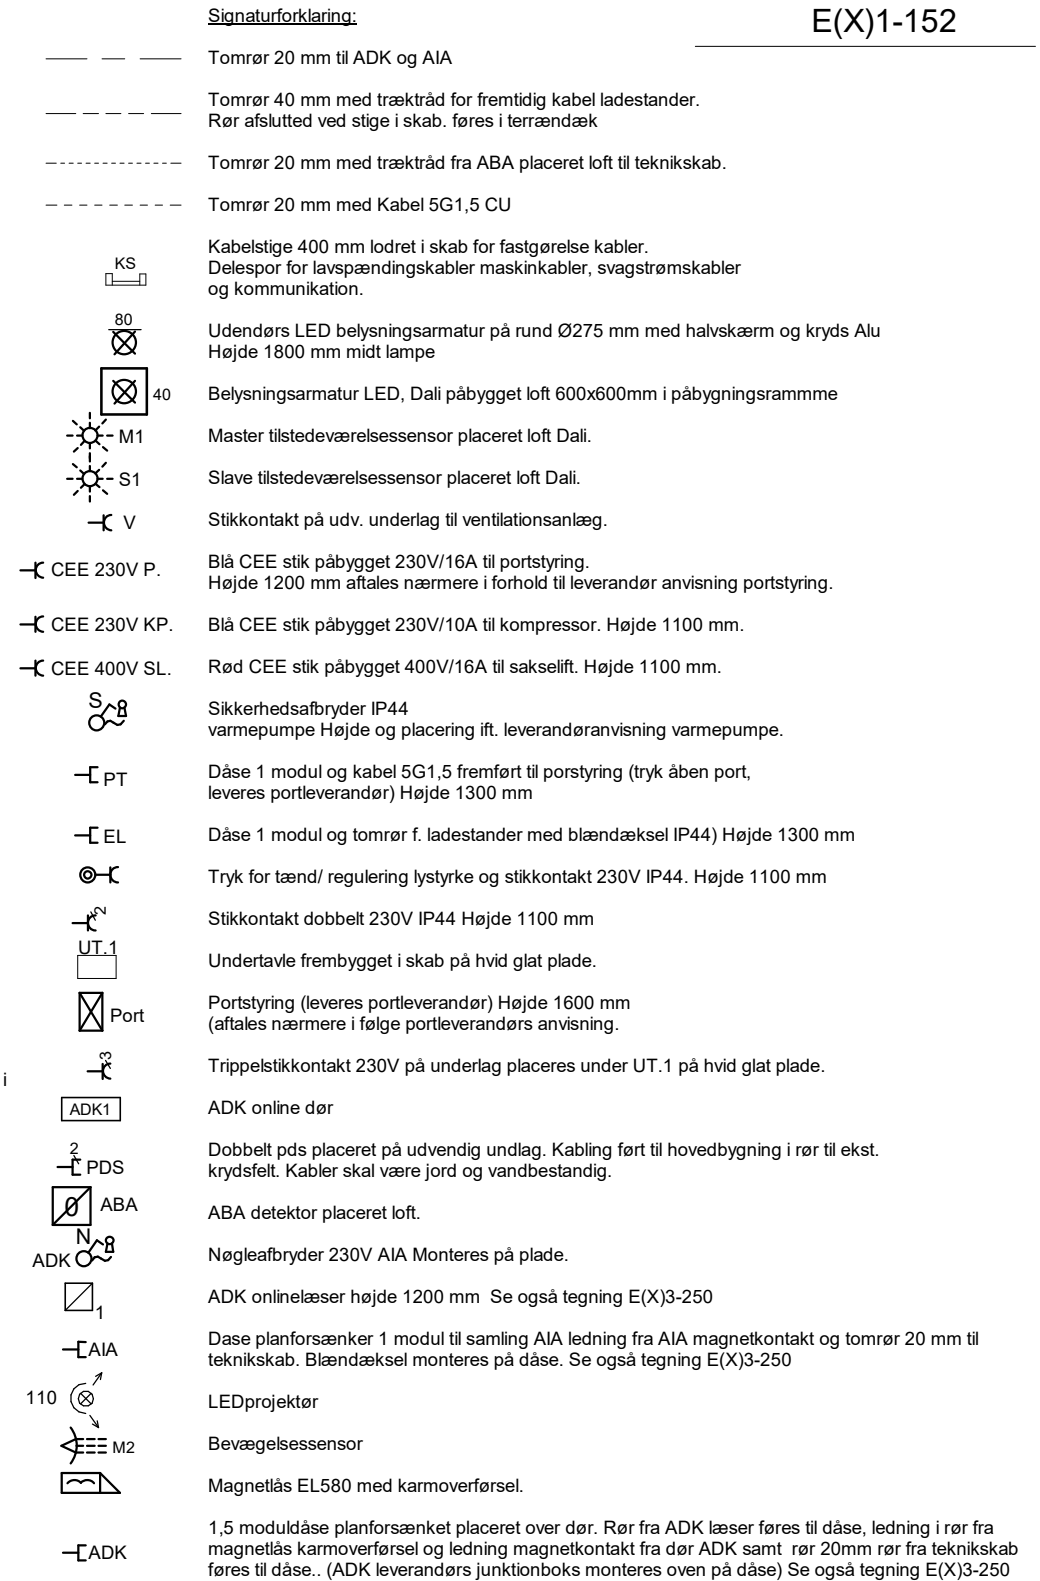 Signaturforklaring:
E(X)1-152
Tomrør 20 mm til ADK og AIA
Tomrør 40 mm med træktråd for fremtidig kabel ladestander.
Rør afslutted ved stige i skab. føres i terrændæk
Tomrør 20 mm med træktråd fra ABA placeret loft til teknikskab.
Tomrør 20 mm med Kabel 5G1,5 CU
KS
Kabelstige 400 mm lodret i skab for fastgørelse kabler.
Delespor for lavspændingskabler maskinkabler, svagstrømskabler
og kommunikation.
80
Udendørs LED belysningsarmatur på rund Ø275 mm med halvskærm og kryds Alu
Højde 1800 mm midt lampe
40
Belysningsarmatur LED, Dali påbygget loft 600x600mm i påbygningsrammme
M1
Master tilstedeværelsessensor placeret loft Dali.
S1
Slave tilstedeværelsessensor placeret loft Dali.
V
Stikkontakt på udv. underlag til ventilationsanlæg.
CEE 230V P.
Blå CEE stik påbygget 230V/16A til portstyring.
Højde 1200 mm aftales nærmere i forhold til leverandør anvisning portstyring.
CEE 230V KP.
Blå CEE stik påbygget 230V/10A til kompressor. Højde 1100 mm.
CEE 400V SL.
Rød CEE stik påbygget 400V/16A til sakselift. Højde 1100 mm.
S
Sikkerhedsafbryder IP44
varmepumpe Højde og placering ift. leverandøranvisning varmepumpe.
PT
Dåse 1 modul og kabel 5G1,5 fremført til porstyring (tryk åben port,
leveres portleverandør) Højde 1300 mm
EL
Dåse 1 modul og tomrør f. ladestander med blændæksel IP44) Højde 1300 mm
Tryk for tænd/ regulering lystyrke og stikkontakt 230V IP44. Højde 1100 mm
2
Stikkontakt dobbelt 230V IP44 Højde 1100 mm
UT.1
Undertavle frembygget i skab på hvid glat plade.
Port
Portstyring (leveres portleverandør) Højde 1600 mm
(aftales nærmere i følge portleverandørs anvisning.
3
Trippelstikkontakt 230V på underlag placeres under UT.1 på hvid glat plade.
i
ADK1
ADK online dør
2
PDS
Dobbelt pds placeret på udvendig undlag. Kabling ført til hovedbygning i rør til ekst.
krydsfelt. Kabler skal være jord og vandbestandig.
0
ABA
ABA detektor placeret loft.
N
ADK
Nøgleafbryder 230V AIA Monteres på plade.
1
ADK onlinelæser højde 1200 mm  Se også tegning E(X)3-250
AIA
Dase planforsænker 1 modul til samling AIA ledning fra AIA magnetkontakt og tomrør 20 mm til
teknikskab. Blændæksel monteres på dåse. Se også tegning E(X)3-250
110
LEDprojektør
M2
Bevægelsessensor
Magnetlås EL580 med karmoverførsel.
ADK
1,5 moduldåse planforsænket placeret over dør. Rør fra ADK læser føres til dåse, ledning i rør fra
magnetlås karmoverførsel og ledning magnetkontakt fra dør ADK samt  rør 20mm rør fra teknikskab
føres til dåse.. (ADK leverandørs junktionboks monteres oven på dåse) Se også tegning E(X)3-250